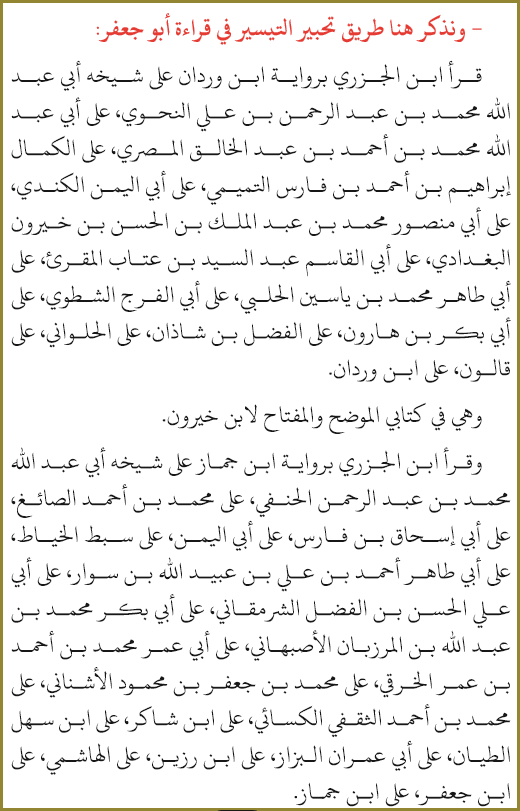 – ونذكر هنا طريق تحبير التيسير في قراءة أبو جعفر:
قرأ ابن الجزري برواية ابن وردان على شيخه أبي عبد
الله محمد بن عبد الرحمن بن علي النحوي، على أبي عبد
الله محمد بن أحمد بن عبد الخالق المصري، على الكمال
إبراهيم بن أحمد بن فارس التميمي، على أبي اليمن الكندي،
على أبي منصور محمد بن عبد الملك بن الحسن بن خيرون
البغدادي، على أبي القاسم عبد السيد بن عتاب المقرئ، على
أبي طاهر محمد بن ياسين الحلبي، على أبي الفرج الشطوي، على
أبي بكر بن هارون، على الفضل بن شاذان، على الحلواني، على
قالون، على ابن وردان.
وهي في كتابي الموضح والمفتاح لابن خيرون.
وقرأ ابن الجزري برواية ابن جماز على شيخه أبي عبد الله
محمد بن عبد الرحمن الحنفي، على محمد بن أحمد الصائغ،
على أبي إسحاق بن فارس، على أبي اليمن، على سبط الخياط،
على أبي طاهر أحمد بن علي بن عبيد الله بن سوار، على أبي
علي الحسن بن الفضل الشرمقاني، على أبي بكر محمد بن
عبد الله بن المرزبان الأصبهاني، على أبي عمر محمد بن أحمد
بن عمر الخرقي، على محمد بن جعفر بن محمود الأشناني، على
محمد بن أحمد الثقفي الكسائي، على ابن شاكر، على ابن سهل
الطيان، على أبي عمران البزاز، على ابن رزين، على الهاشمي، على
ابن جعفر، على ابن جماز.